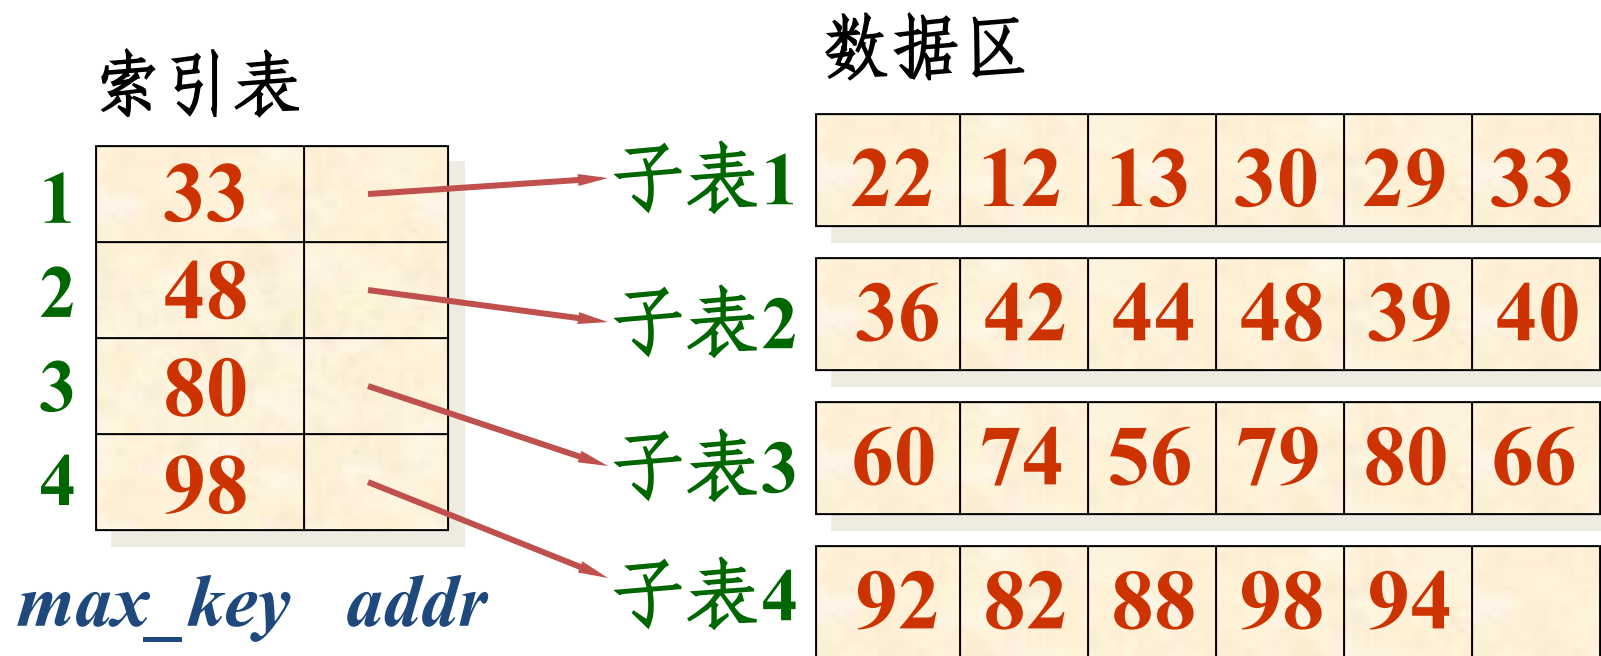 索引表
数据区
1 33 子表1 22 12 13 30 29 33
2 48 子表2 36 42 44 48 39 40
3 80 子表3 60 74 56 79 80 66
4 98 子表4 92 82 88 98 94
max_key addr